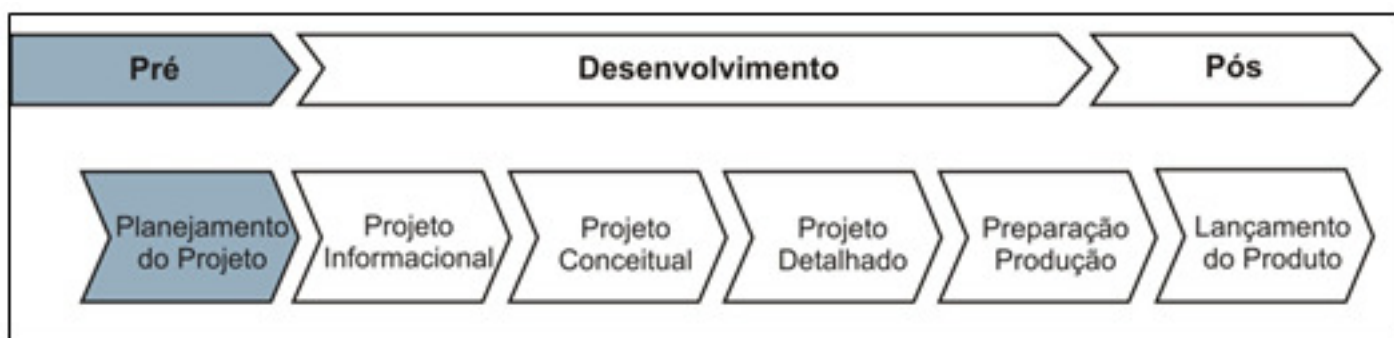 Pré
Desenvolvimento
Pós
Planejamento
do Projeto
Projeto
Informacional
Projeto
Conceitual
Projeto
Detalhado
Preparação
Produção
Lançamento
do Produto